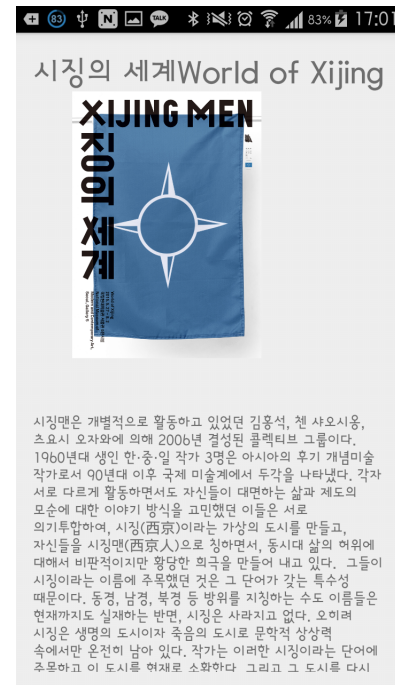 83
TALK
83%
17:01
시징의 세계World of Xijing
XIJING MEN
징의 세계
시징맨은 개별적으로 활동하고 있었던 김홍석, 첸 샤오시옹,
츠요시 오자와에 의해 2006년 결성된 콜렉티브 그룹이다.
1960년대 생인 한·중·일 작가 3명은 아시아의 후기 개념미술
작가로서 90년대 이후 국제 미술계에서 두각을 나타냈다. 각자
서로 다르게 활동하면서도 자신들이 대면하는 삶과 제도의
모순에 대한 이야기 방식을 고민했던 이들은 서로
의기투합하여, 시징(西京)이라는 가상의 도시를 만들고,
자신들을 시징맨(西京人)으로 칭하면서, 동시대 삶의 허위에
대해서 비판적이지만 황당한 희극을 만들어 내고 있다. 그들이
시징이라는 이름에 주목했던 것은 그 단어가 갖는 특수성
때문이다. 동경, 남경, 북경 등 방위를 지칭하는 수도 이름들은
현재까지도 실재하는 반면, 시징은 사라지고 없다. 오히려
시징은 생명의 도시이자 죽음의 도시로 문학적 상상력
속에서만 온전히 남아 있다. 작가는 이러한 시징이라는 단어에
주목하고 이 도시를 현재로 소환한다. 그리고 그 도시를 다시